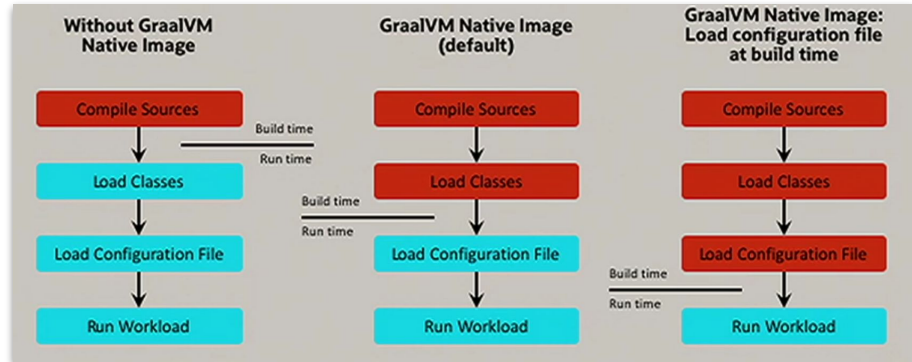 Without GraalVM
Native Image
Compile Sources
Build time
Run time
Load Classes
Load Configuration File
Run Workload
GraalVM Native Image
(default)
Compile Sources
Load Classes
Build time
Run time
Load Configuration File
Run Workload
GraalVM Native Image:
Load configuration file
at build time
Compile Sources
Load Classes
Load Configuration File
Build time
Run time
Run Workload